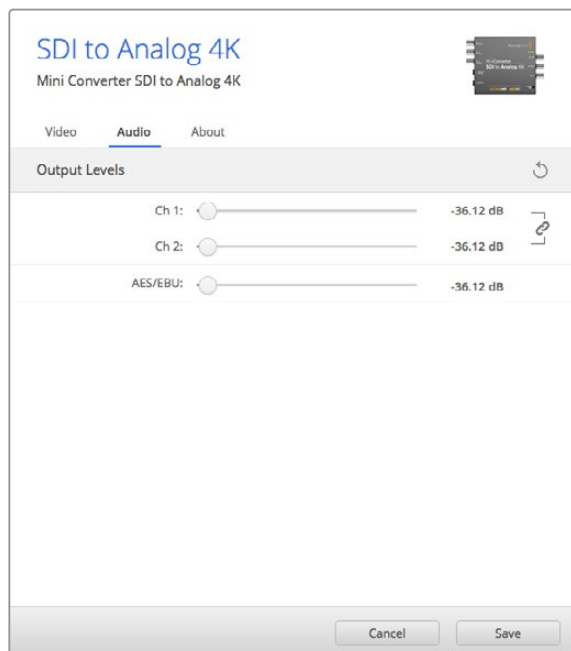 SDI to Analog 4K
Mini Converter SDI to Analog 4K
Video Audio About
Output Levels
Ch 1: -36.12 dB
Ch 2: -36.12 dB
AES/EBU: -36.12 dB
Cancel Save